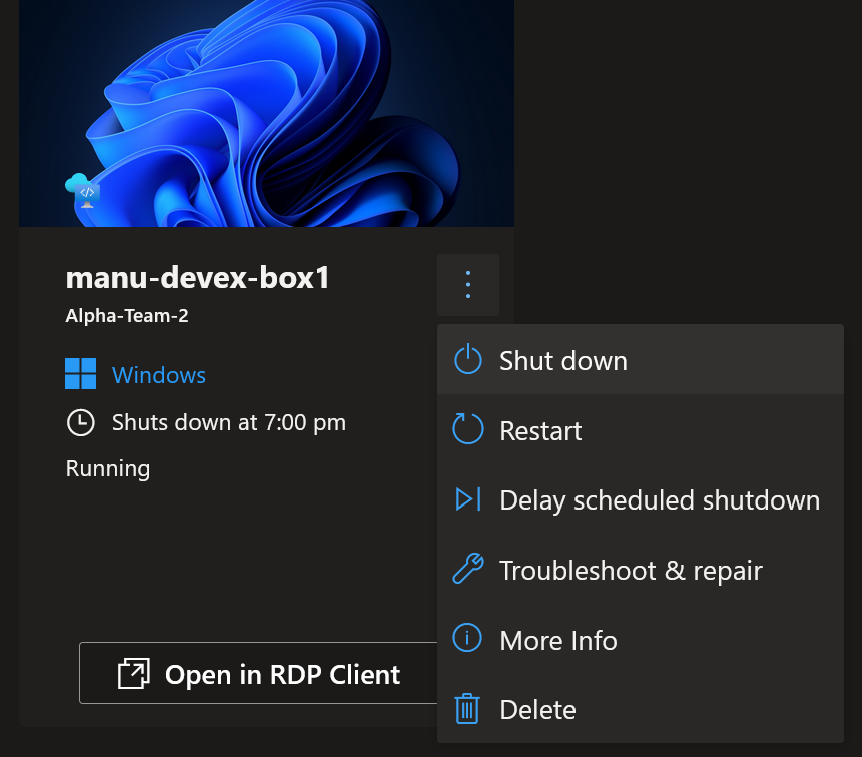 manu-devex-box1
Alpha-Team-2
Windows
Shuts down at 7:00 pm
Running
Open in RDP Client
Shut down
Restart
Delay scheduled shutdown
Troubleshoot & repair
More Info
Delete